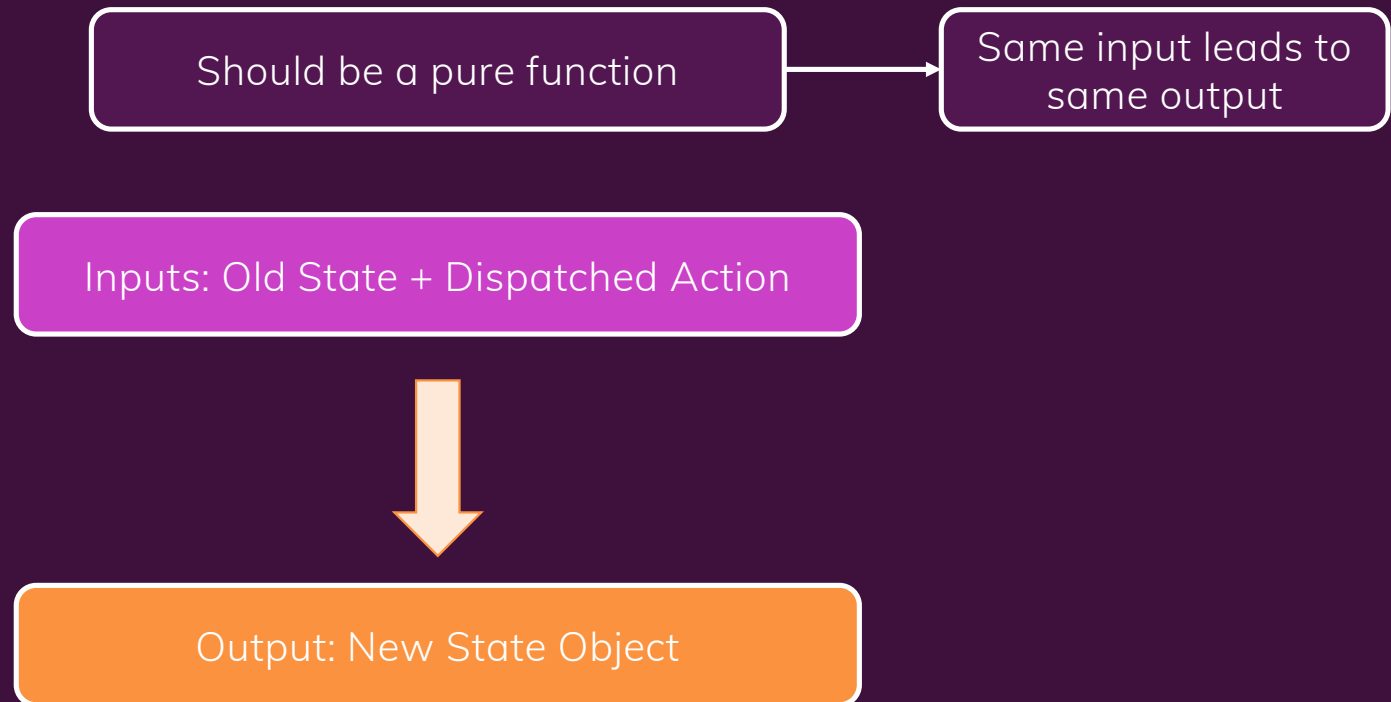 Should be a pure function
Same input leads to
same output
Inputs: Old State + Dispatched Action
Output: New State Object